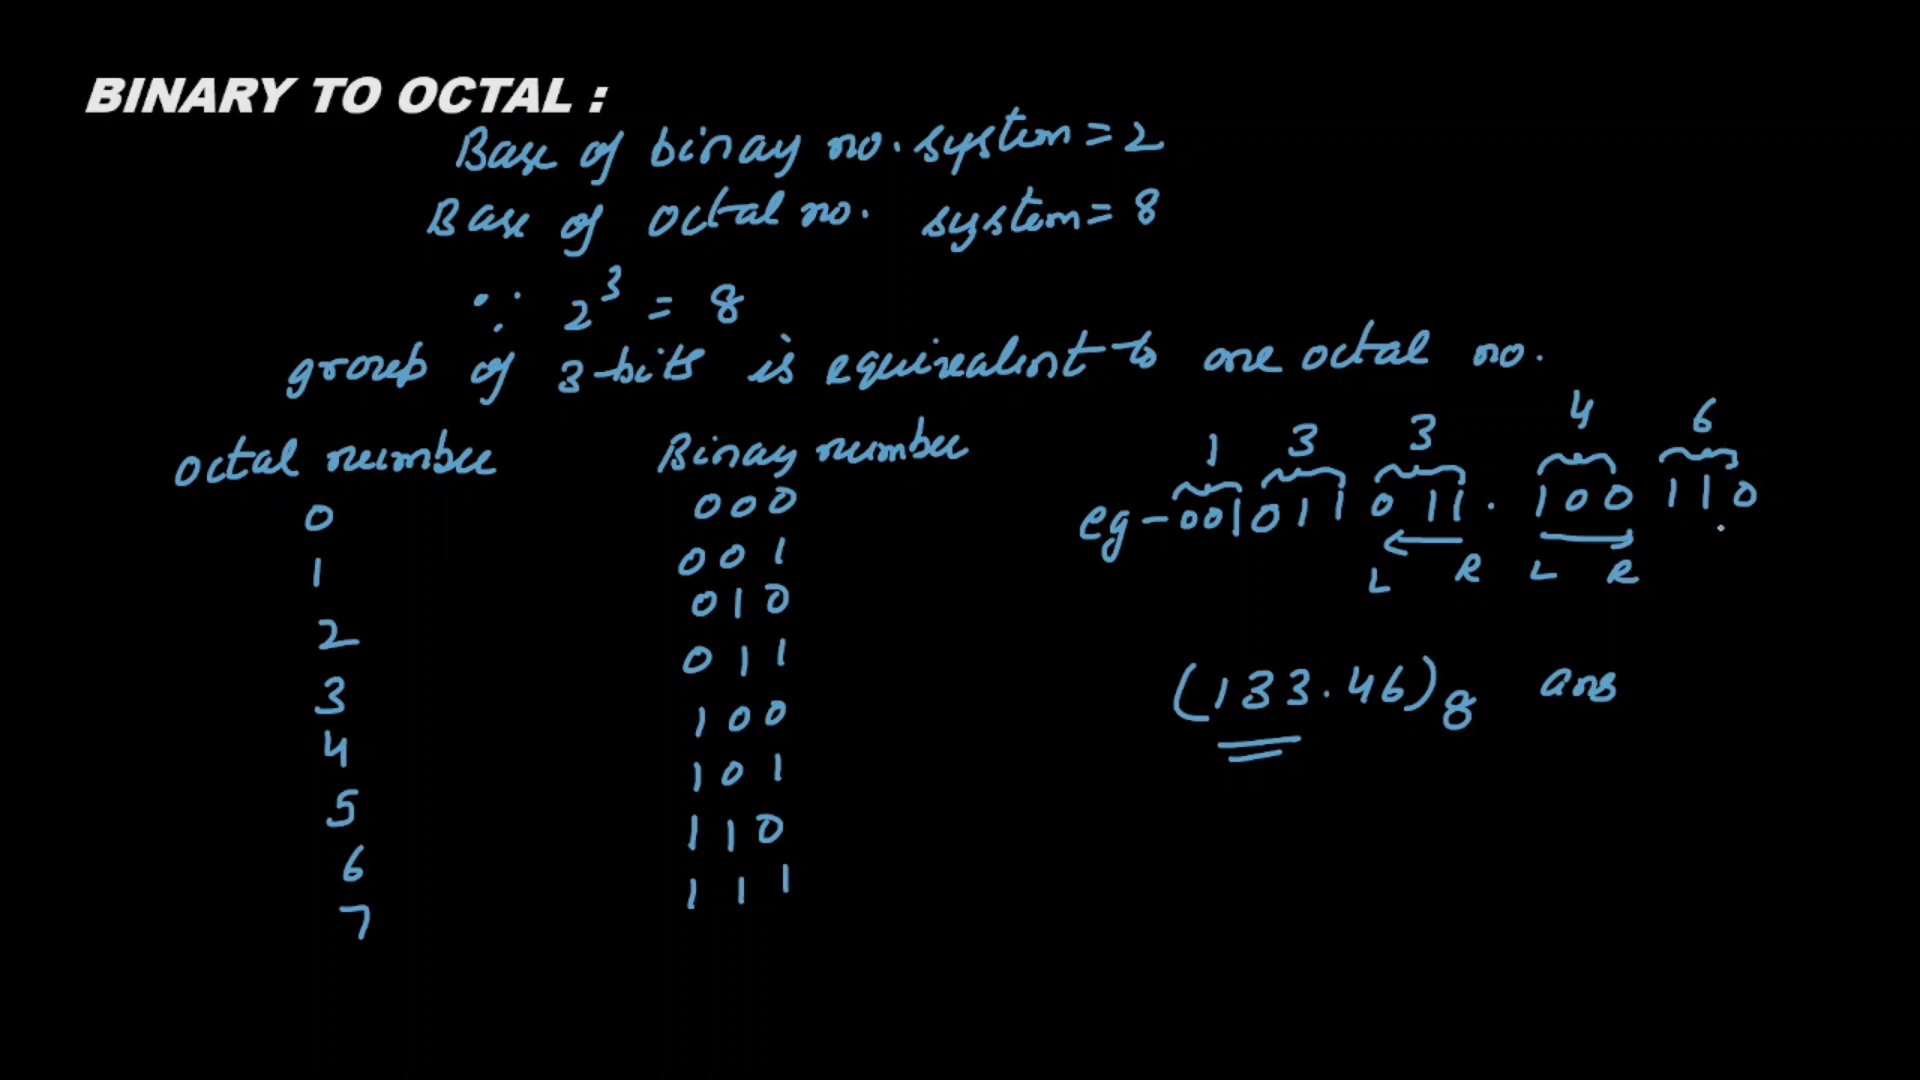 BINARY TO OCTAL :
Base of binay no. system = 2
Base of octal no. system = 8
∵ 2³ = 8
group of 3-bits is equivalent to one octal no.
octal number Binay number
0 000
1 001
2 010
3 011
4 100
5 101
6 110
7 111
1 3 3 4 6
eg - 001 011 011 . 100 110
L R L R
(133.46)₈ ans